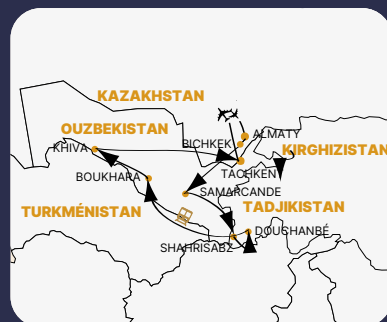 KAZAKHSTAN
OUZBEKISTAN
ALMATY
KHIVA
BICHKEK
KIRGHIZISTAN
TACHKENT
BOUKHARA
SAMARCANDE
TURKMÉNISTAN
TADJIKISTAN
DOUCHANBÉ
SHAHRISABZ